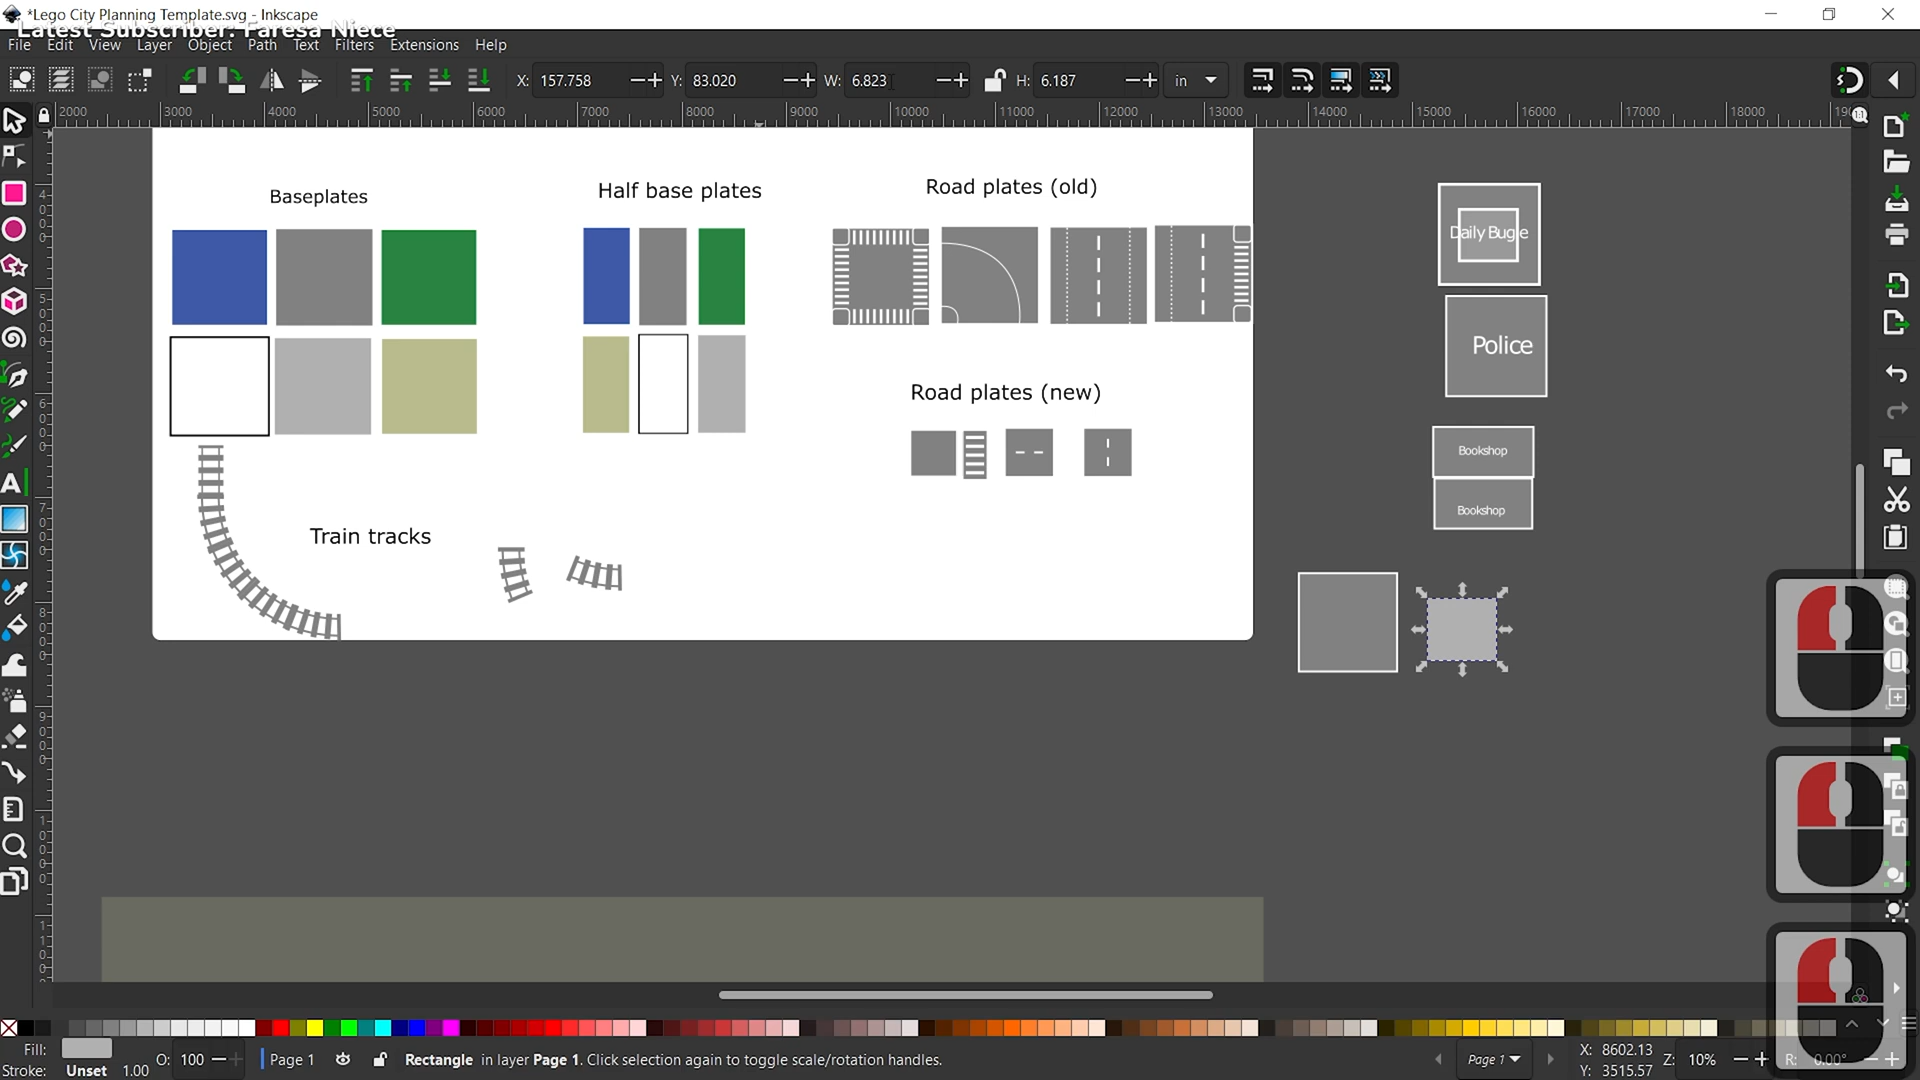 *Lego City Planning Template.svg - Inkscape
Latest Subscriber: Faresa Niece
File Edit View Layer Object Path Text Filters Extensions Help
X: 157.758 Y: 83.020 W: 6.823 H: 6.187 in
2000 3000 4000 5000 6000 7000 8000 9000 10000 11000 12000 13000 14000 15000 16000 17000 18000
Baseplates
Half base plates
Road plates (old)
Daily Bugle
Police
Road plates (new)
Bookshop
Bookshop
Train tracks
Fill:
Stroke: Unset 1.00
O: 100
Page 1
Rectangle in layer Page 1. Click selection again to toggle scale/rotation handles.
Page 1
X: 8602.13
Y: 3515.57
Z: 10%
R: 0.00°